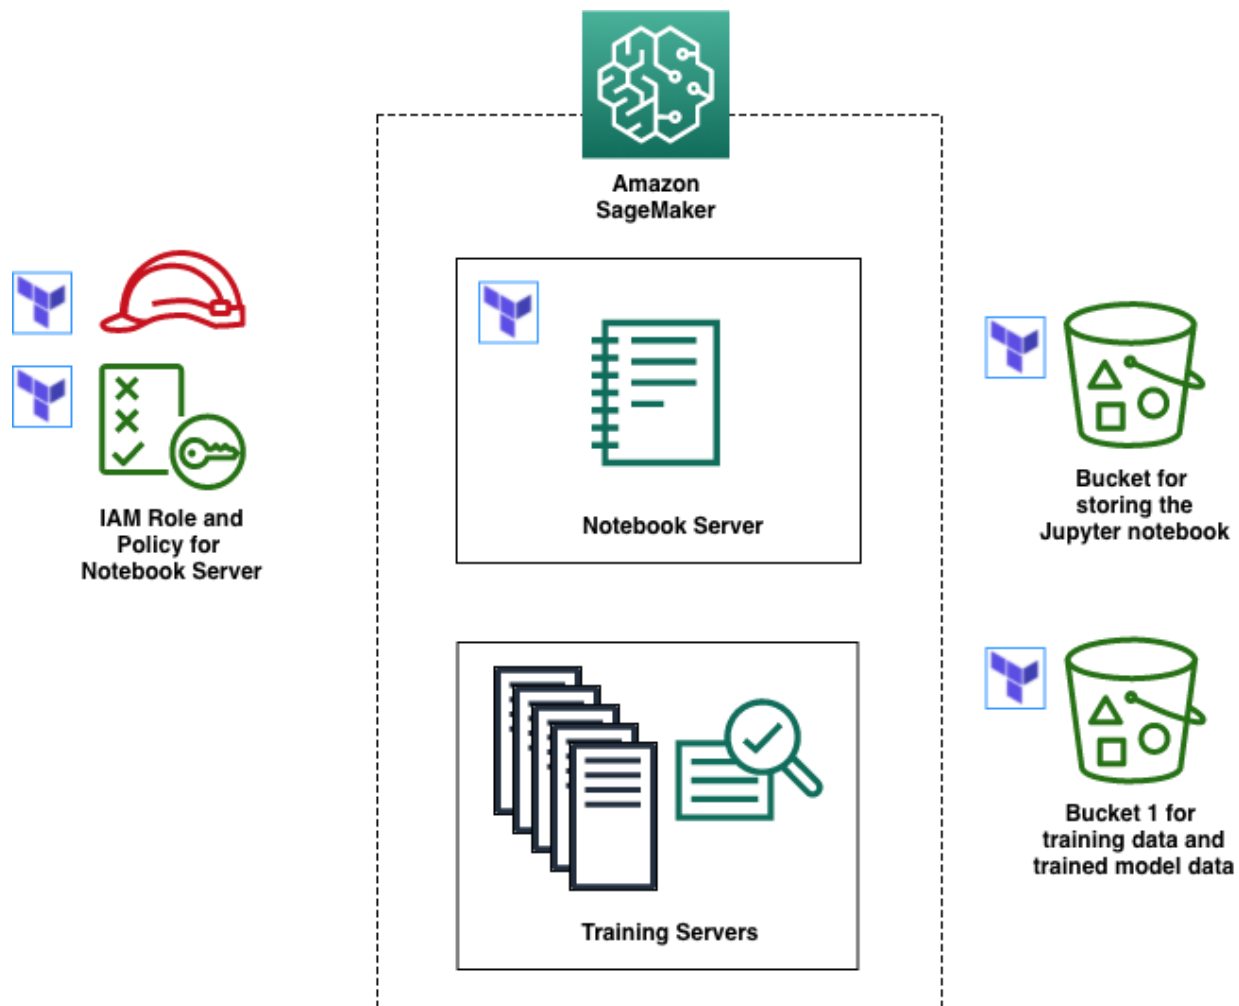 Amazon
SageMaker
IAM Role and
Policy for
Notebook Server
Notebook Server
Bucket for
storing the
Jupyter notebook
Training Servers
Bucket 1 for
training data and
trained model data